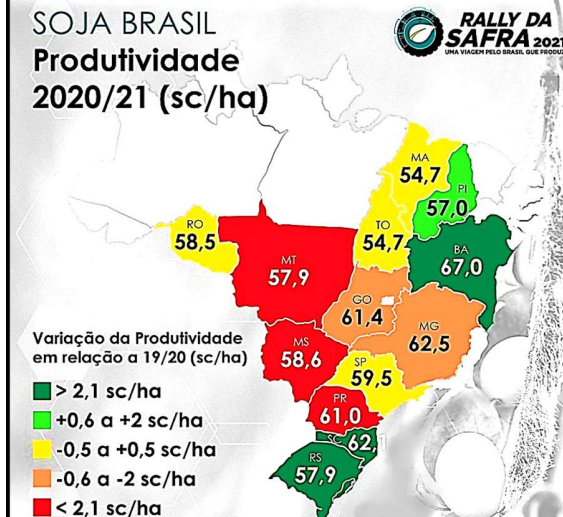 SOJA BRASIL
Produtividade
2020/21 (sc/ha)
RALLY DA
SAFRA 2021
UMA VIAGEM PELO BRASIL QUE PRODUZ
MA
54,7
PI
57,0
RO
58,5
TO
54,7
BA
67,0
MT
57,9
GO
61,4
MG
62,5
MS
58,6
SP
59,5
PR
61,0
SC 62,1
RS
57,9
Variação da Produtividade
em relação a 19/20 (sc/ha)
> 2,1 sc/ha
+0,6 a +2 sc/ha
-0,5 a +0,5 sc/ha
-0,6 a -2 sc/ha
< 2,1 sc/ha